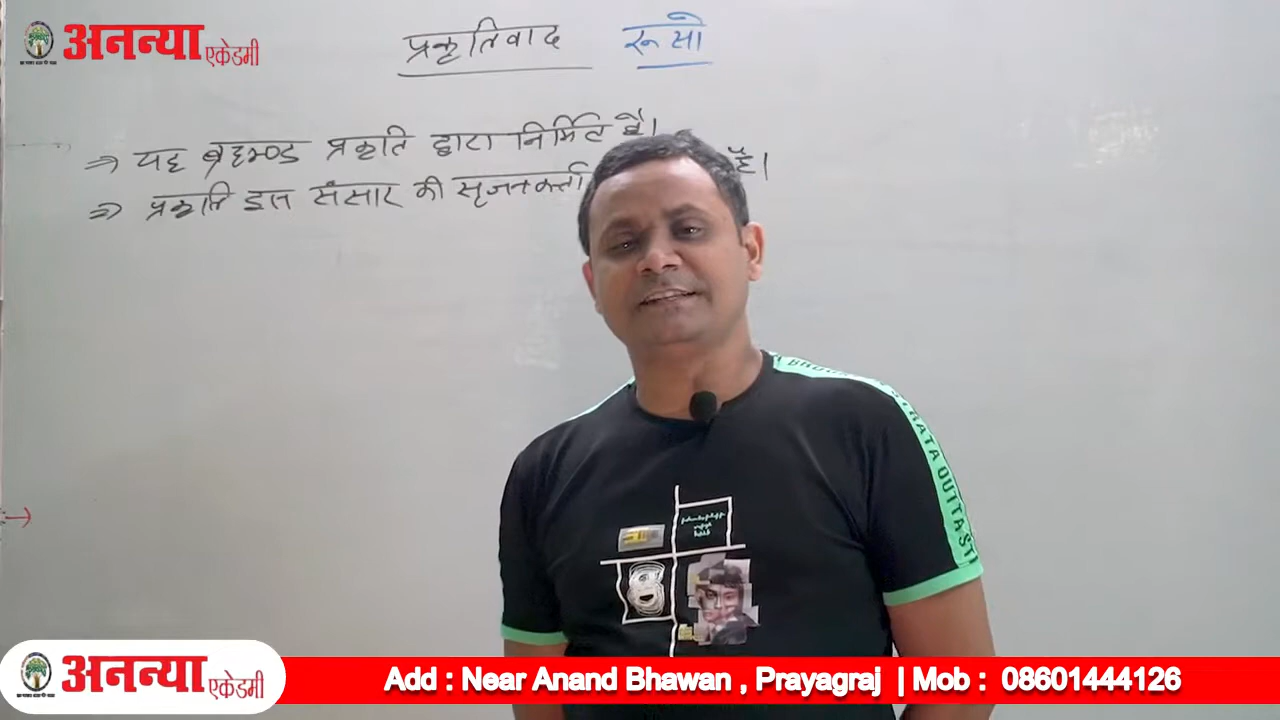 अनन्या एकेडमी
प्रकृतिवाद रूसो
⇒ यह ब्रह्माण्ड प्रकृति द्वारा निर्मित है।
⇒ प्रकृति इस संसार की सृजनकर्ता है।
OUTTA
अनन्या एकेडमी
Add : Near Anand Bhawan , Prayagraj | Mob : 08601444126